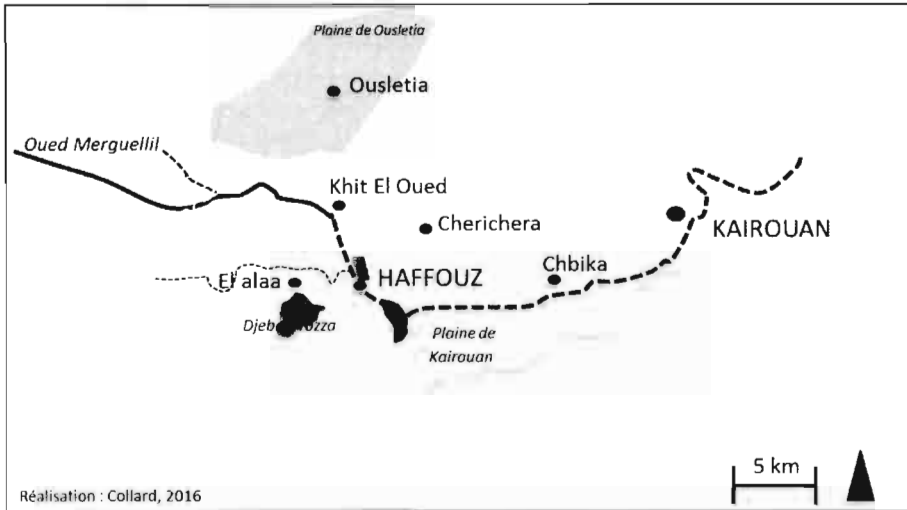 Plaine de Ousletia
Ousletia
Oued Merguellil
Khit El Oued
Cherichera
KAIROUAN
El alaa
HAFFOUZ
Chbika
Plaine de
Kairouan
5 km
Réalisation : Collard, 2016